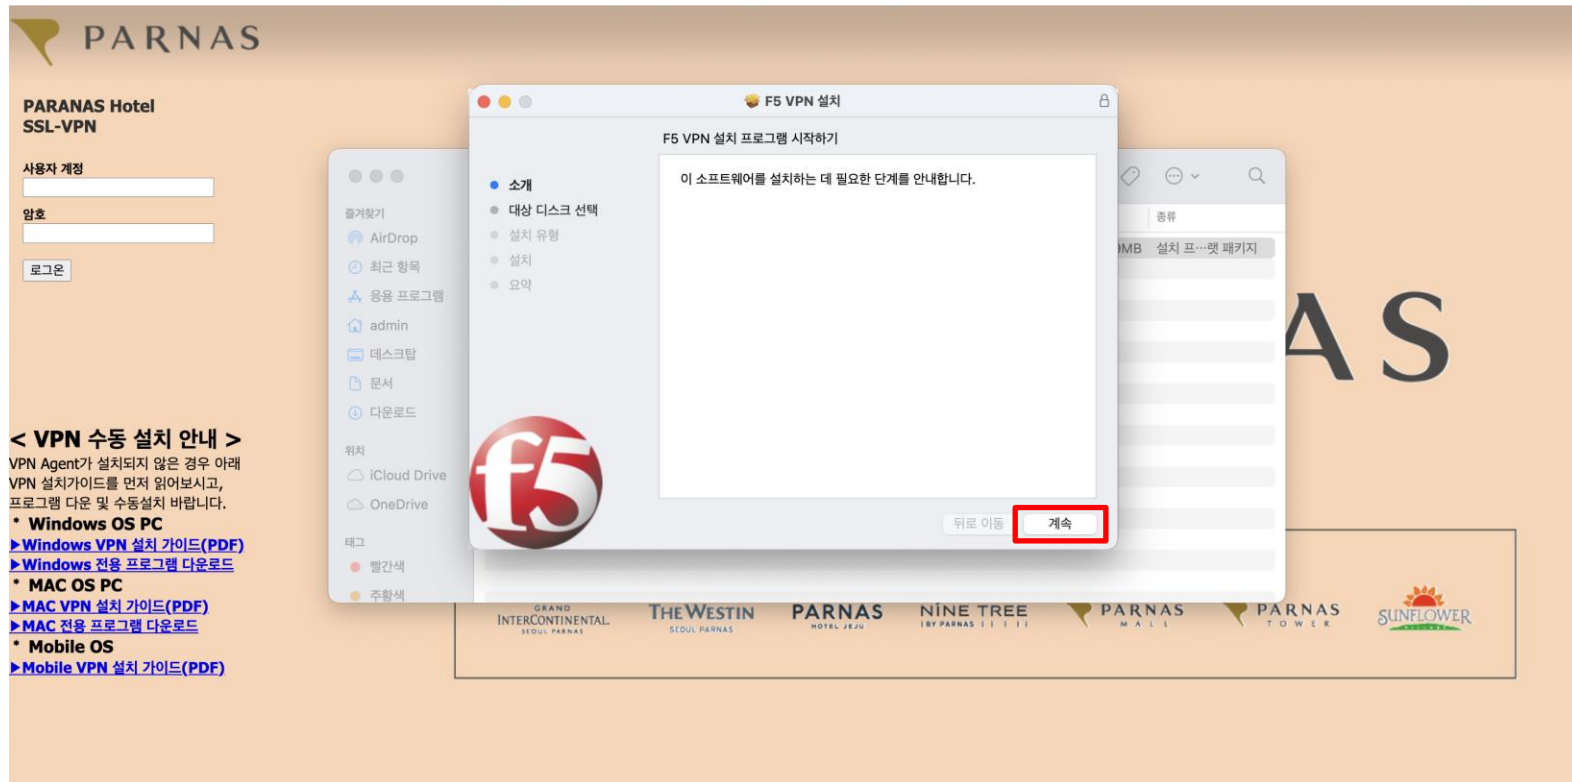 PARNAS
PARANAS Hotel
SSL-VPN
사용자 계정
암호
로그온
< VPN 수동 설치 안내 >
VPN Agent가 설치되지 않은 경우 아래
VPN 설치가이드를 먼저 읽어보시고,
프로그램 다운 및 수동설치 바랍니다.
* Windows OS PC
▶Windows VPN 설치 가이드(PDF)
▶Windows 전용 프로그램 다운로드
* MAC OS PC
▶MAC VPN 설치 가이드(PDF)
▶MAC 전용 프로그램 다운로드
* Mobile OS
▶Mobile VPN 설치 가이드(PDF)
즐겨찾기
AirDrop
최근 항목
응용 프로그램
admin
데스크탑
문서
다운로드
위치
iCloud Drive
OneDrive
태그
빨간색
주황색
F5 VPN 설치
F5 VPN 설치 프로그램 시작하기
소개
대상 디스크 선택
설치 유형
설치
요약
이 소프트웨어를 설치하는 데 필요한 단계를 안내합니다.
f5
뒤로 이동
계속
종류
MB 설치 프…랫 패키지
AS
GRAND
INTERCONTINENTAL
SEOUL PARNAS
THE WESTIN
SEOUL PARNAS
PARNAS
HOTEL JEJU
NINE TREE
BY PARNAS
PARNAS
MALL
PARNAS
TOWER
SUNFLOWER